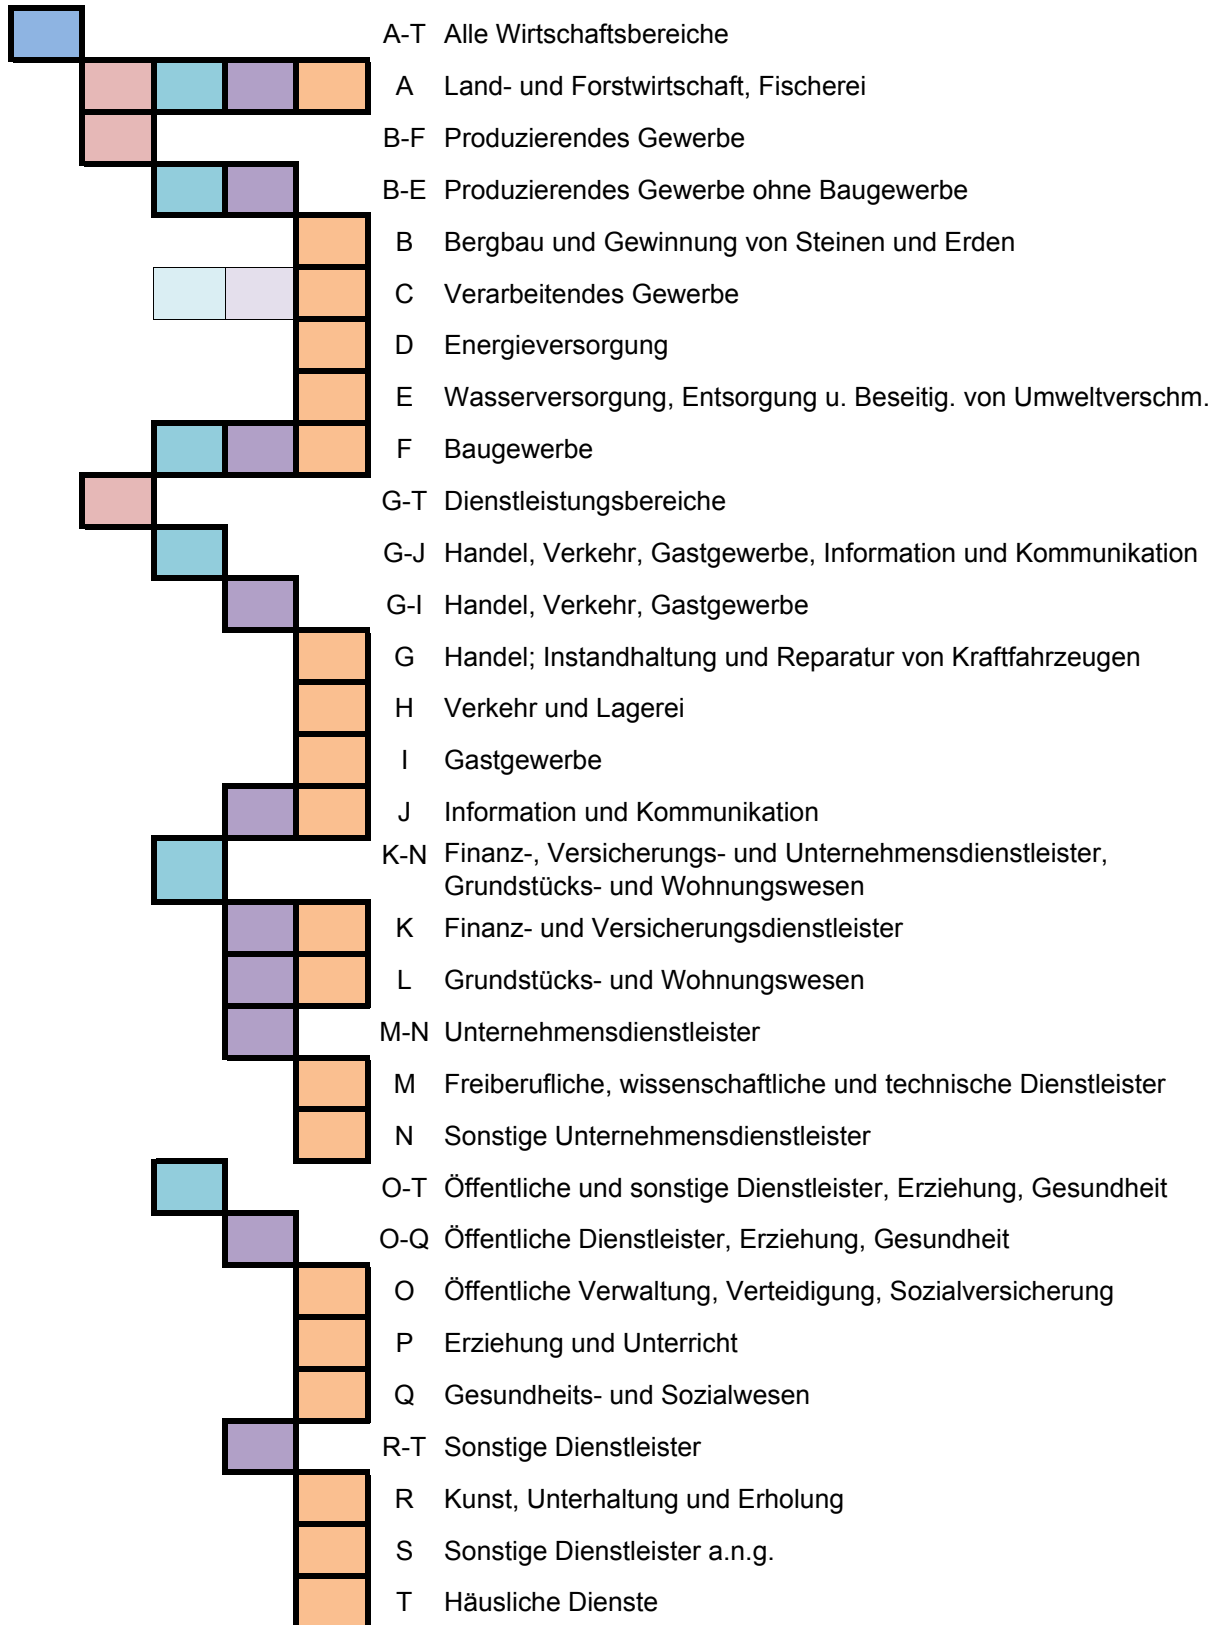 A-T Alle Wirtschaftsbereiche
A Land- und Forstwirtschaft, Fischerei
B-F Produzierendes Gewerbe
B-E Produzierendes Gewerbe ohne Baugewerbe
B Bergbau und Gewinnung von Steinen und Erden
C Verarbeitendes Gewerbe
D Energieversorgung
E Wasserversorgung, Entsorgung u. Beseitig. von Umweltverschm.
F Baugewerbe
G-T Dienstleistungsbereiche
G-J Handel, Verkehr, Gastgewerbe, Information und Kommunikation
G-I Handel, Verkehr, Gastgewerbe
G Handel; Instandhaltung und Reparatur von Kraftfahrzeugen
H Verkehr und Lagerei
I Gastgewerbe
J Information und Kommunikation
K-N Finanz-, Versicherungs- und Unternehmensdienstleister,
Grundstücks- und Wohnungswesen
K Finanz- und Versicherungsdienstleister
L Grundstücks- und Wohnungswesen
M-N Unternehmensdienstleister
M Freiberufliche, wissenschaftliche und technische Dienstleister
N Sonstige Unternehmensdienstleister
O-T Öffentliche und sonstige Dienstleister, Erziehung, Gesundheit
O-Q Öffentliche Dienstleister, Erziehung, Gesundheit
O Öffentliche Verwaltung, Verteidigung, Sozialversicherung
P Erziehung und Unterricht
Q Gesundheits- und Sozialwesen
R-T Sonstige Dienstleister
R Kunst, Unterhaltung und Erholung
S Sonstige Dienstleister a.n.g.
T Häusliche Dienste